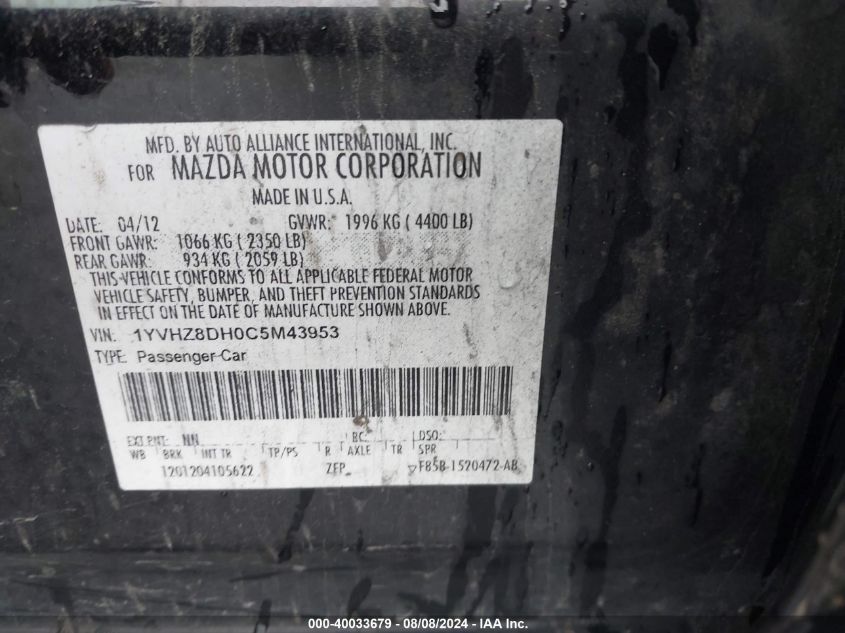 MFD. BY AUTO ALLIANCE INTERNATIONAL, INC.
FOR MAZDA MOTOR CORPORATION
MADE IN U.S.A.
DATE: 04/12 GVWR: 1996 KG ( 4400 LB)
FRONT GAWR: 1066 KG ( 2350 LB)
REAR GAWR: 934 KG ( 2059 LB)
THIS VEHICLE CONFORMS TO ALL APPLICABLE FEDERAL MOTOR
VEHICLE SAFETY, BUMPER, AND THEFT PREVENTION STANDARDS
IN EFFECT ON THE DATE OF MANUFACTURE SHOWN ABOVE.
VIN: 1YVHZ8DH0C5M43953
TYPE: Passenger Car
EXT PNT: NN BC: DSO:
WB BRK INT TR TP/PS R AXLE TR SPR
1201204105622 ZFP F85B-1520472-AB
000-40033679 - 08/08/2024 - IAA Inc.